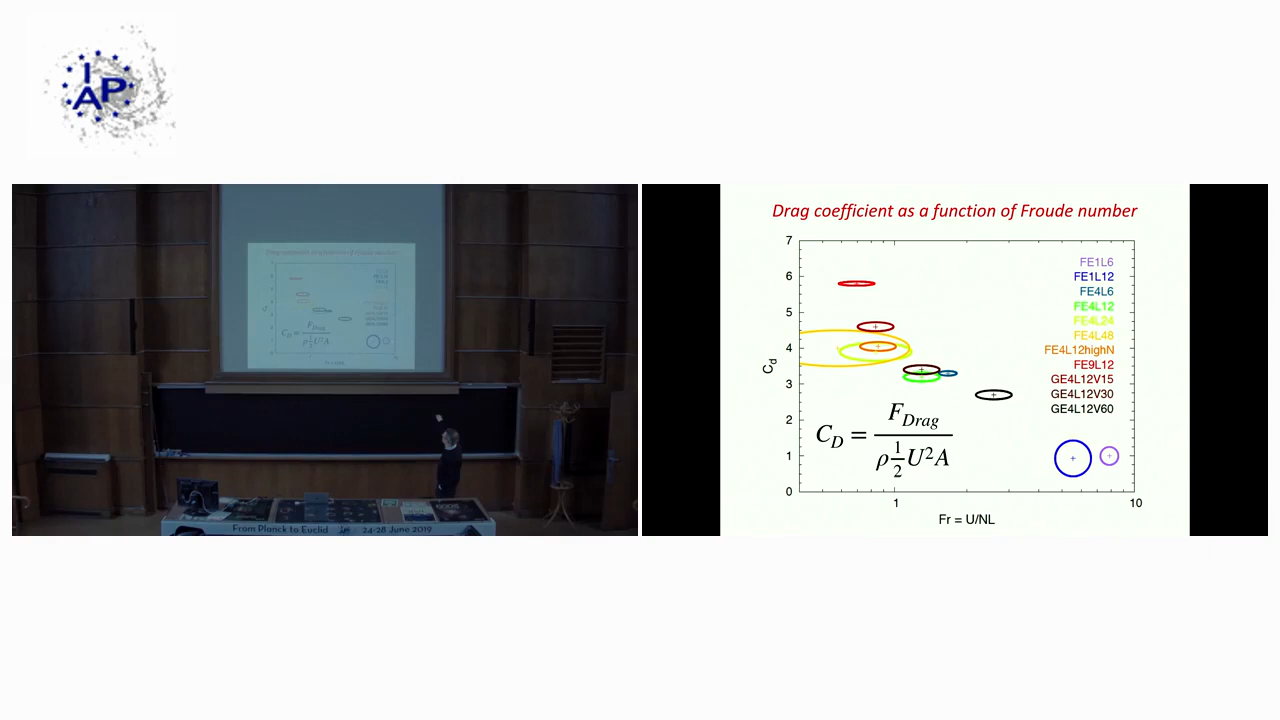 I
A P
Drag coefficient as a function of Froude number
7
6
5
4
3
2
1
0
C_d
FE1L6
FE1L12
FE4L6
FE4L12
FE4L24
FE4L48
FE4L12highN
FE9L12
GE4L12V15
GE4L12V30
GE4L12V60
C_D = F_Drag / ρ 1/2 U²A
1
10
Fr = U/NL
From Planck to Euclid
24-28 June 2019